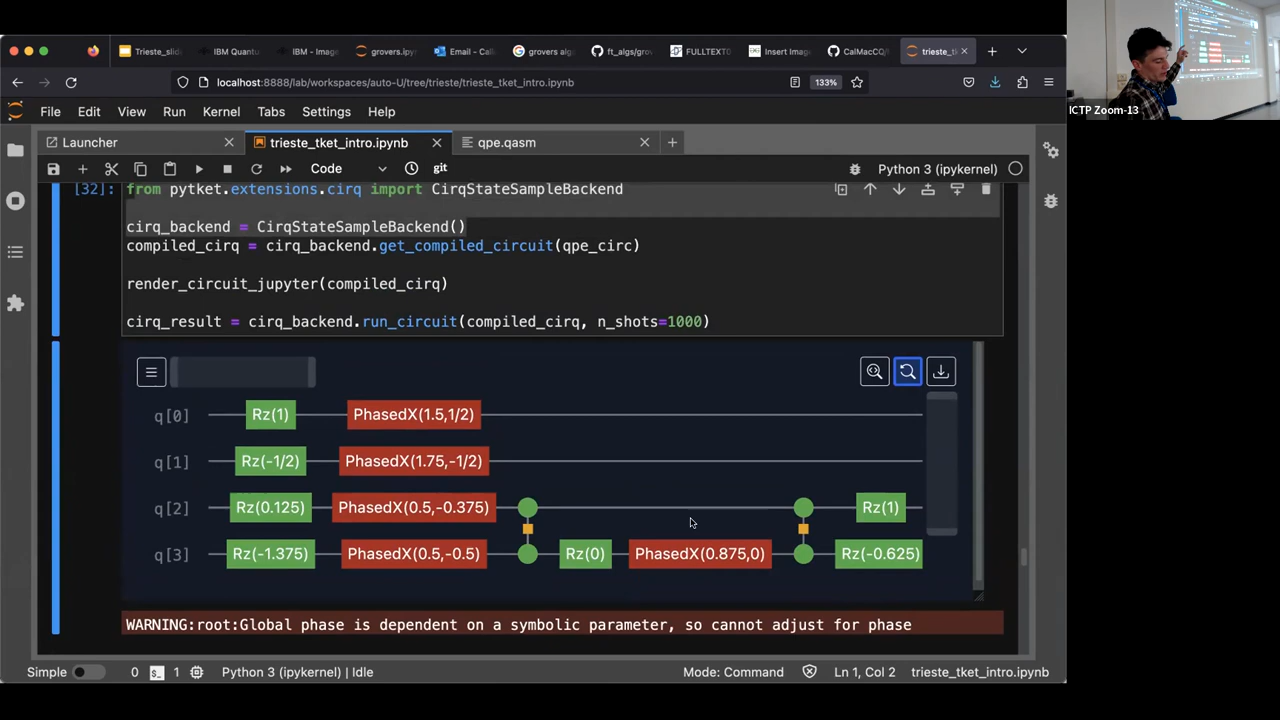 Trieste_slid
IBM Quantu
IBM - Image
grovers.ipy
Email - Cal
grovers alg
ft_algs/gro
FULLTEXT0
Insert Imag
CalMacCQ/
trieste_tk
localhost:8888/lab/workspaces/auto-U/tree/trieste/trieste_tket_intro.ipynb
133%
ICTP Zoom-13
File Edit View Run Kernel Tabs Settings Help
Launcher
trieste_tket_intro.ipynb
qpe.qasm
Code
git
Python 3 (ipykernel)
[32]: from pytket.extensions.cirq import CirqStateSampleBackend
cirq_backend = CirqStateSampleBackend()
compiled_cirq = cirq_backend.get_compiled_circuit(qpe_circ)
render_circuit_jupyter(compiled_cirq)
cirq_result = cirq_backend.run_circuit(compiled_cirq, n_shots=1000)
q[0] Rz(1) PhasedX(1.5,1/2)
q[1] Rz(-1/2) PhasedX(1.75,-1/2)
q[2] Rz(0.125) PhasedX(0.5,-0.375) Rz(1)
q[3] Rz(-1.375) PhasedX(0.5,-0.5) Rz(0) PhasedX(0.875,0) Rz(-0.625)
WARNING:root:Global phase is dependent on a symbolic parameter, so cannot adjust for phase
Simple 0 $_ 1 Python 3 (ipykernel) | Idle Mode: Command Ln 1, Col 2 trieste_tket_intro.ipynb